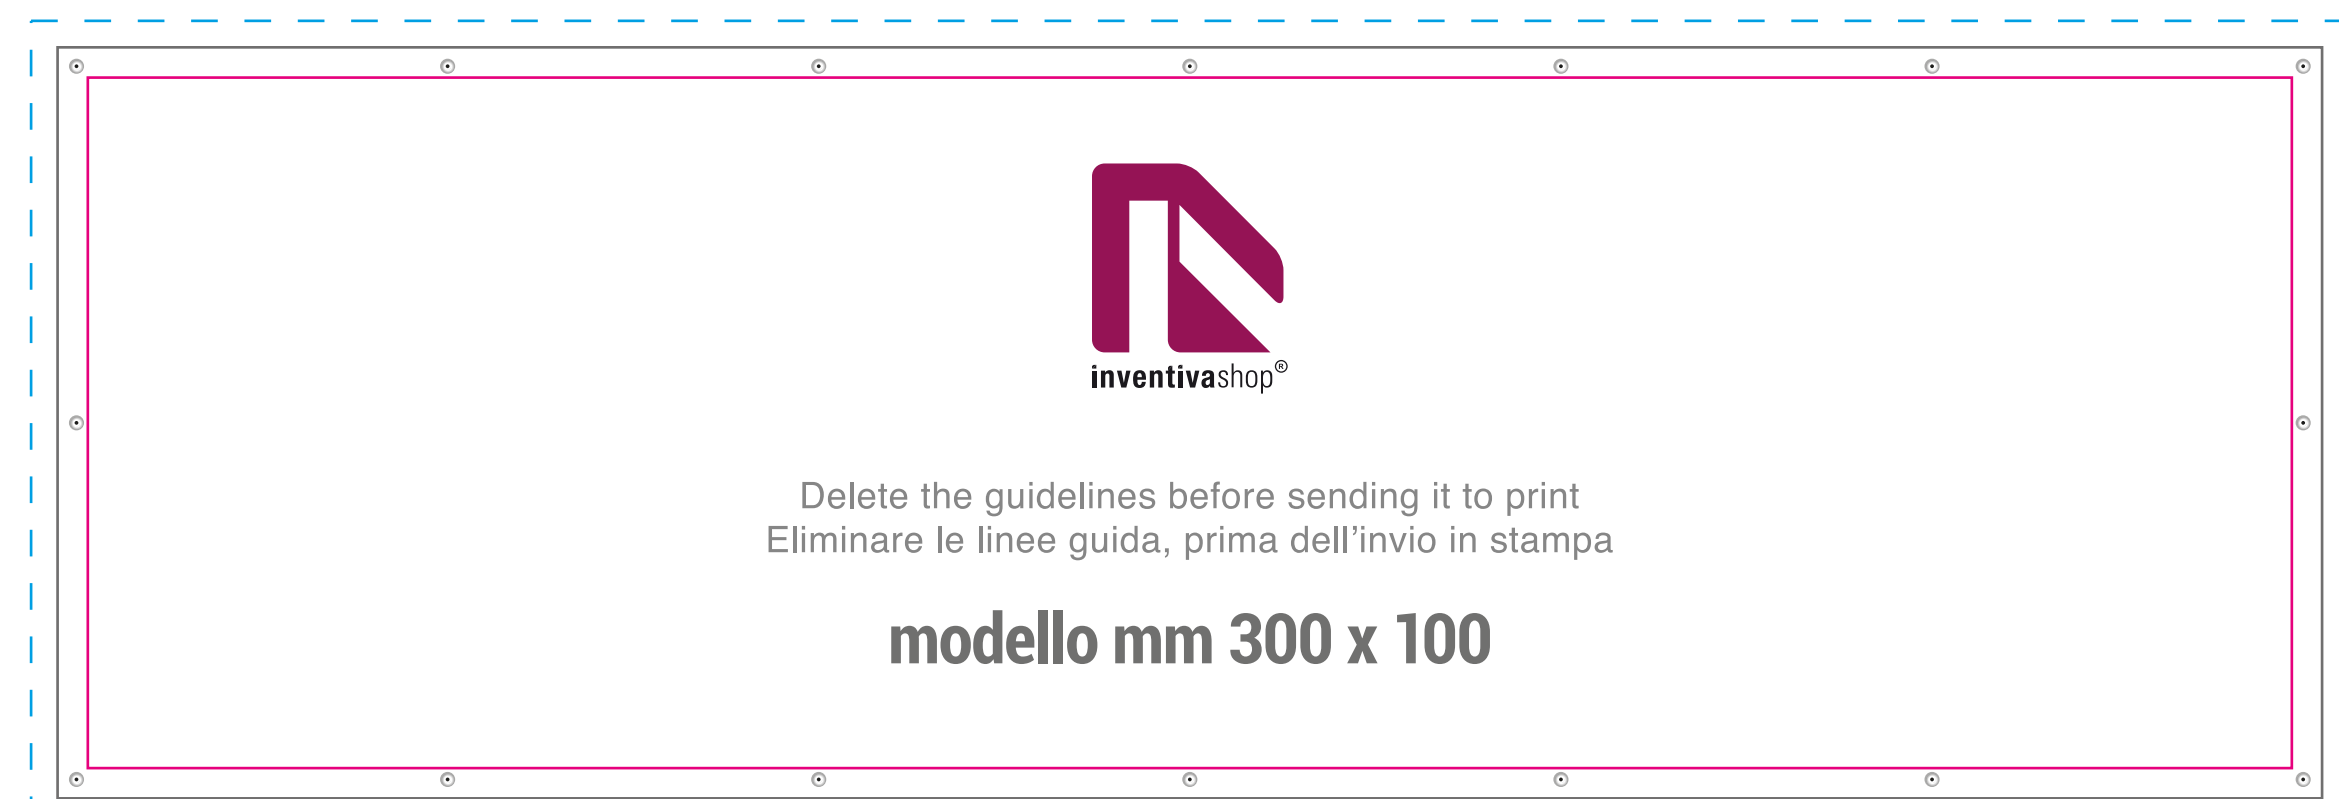 inventivashop®
Delete the guidelines before sending it to print
Eliminare le linee guida, prima dell’invio in stampa
modello mm 300 x 100